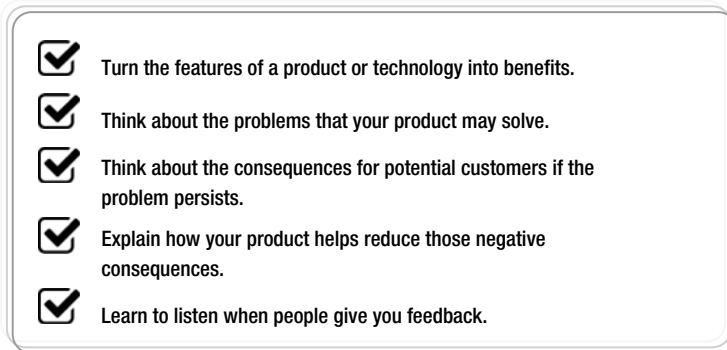 Turn the features of a product or technology into benefits.
Think about the problems that your product may solve.
Think about the consequences for potential customers if the
problem persists.
Explain how your product helps reduce those negative
consequences.
Learn to listen when people give you feedback.